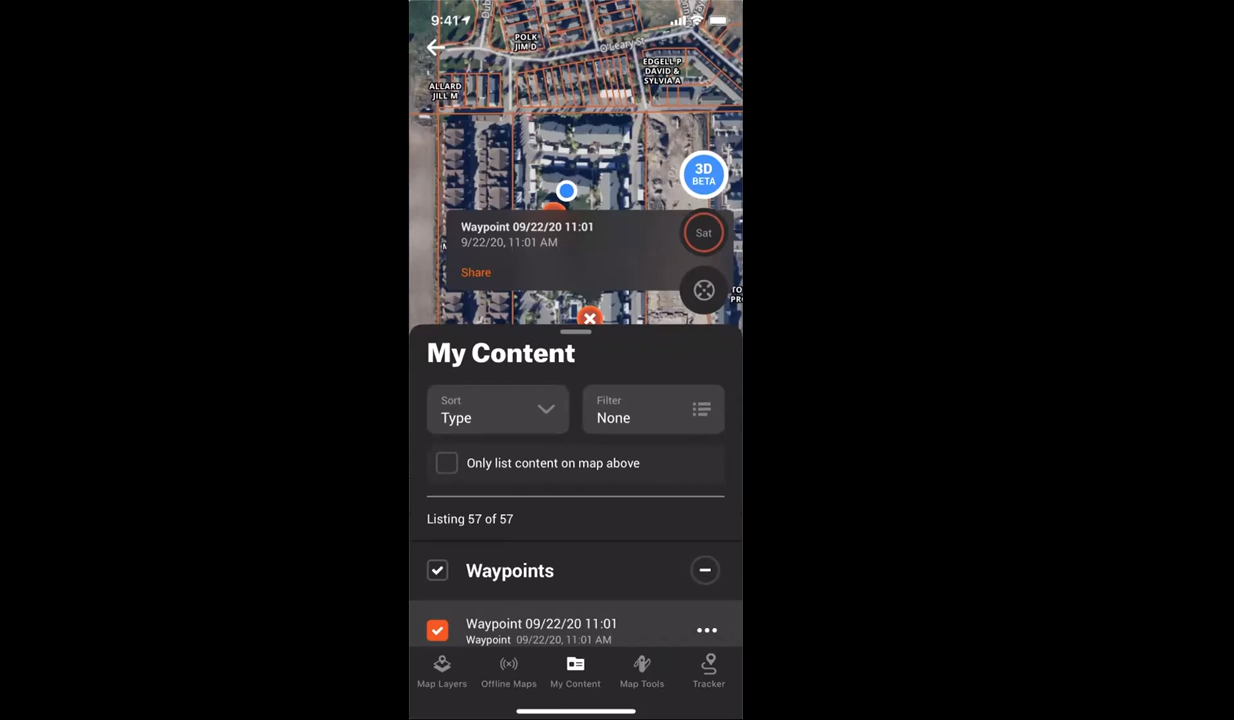 9:41
POLK
JIM D
O'Leary St
EDGELL P
DAVID &
SYLVIA A
ALLARD
JILL M
3D
BETA
Waypoint 09/22/20 11:01
9/22/20, 11:01 AM
Sat
Share
TO
PR
My Content
Sort
Type
Filter
None
Only list content on map above
Listing 57 of 57
Waypoints
Waypoint 09/22/20 11:01
Waypoint 09/22/20, 11:01 AM
Map Layers
Offline Maps
My Content
Map Tools
Tracker